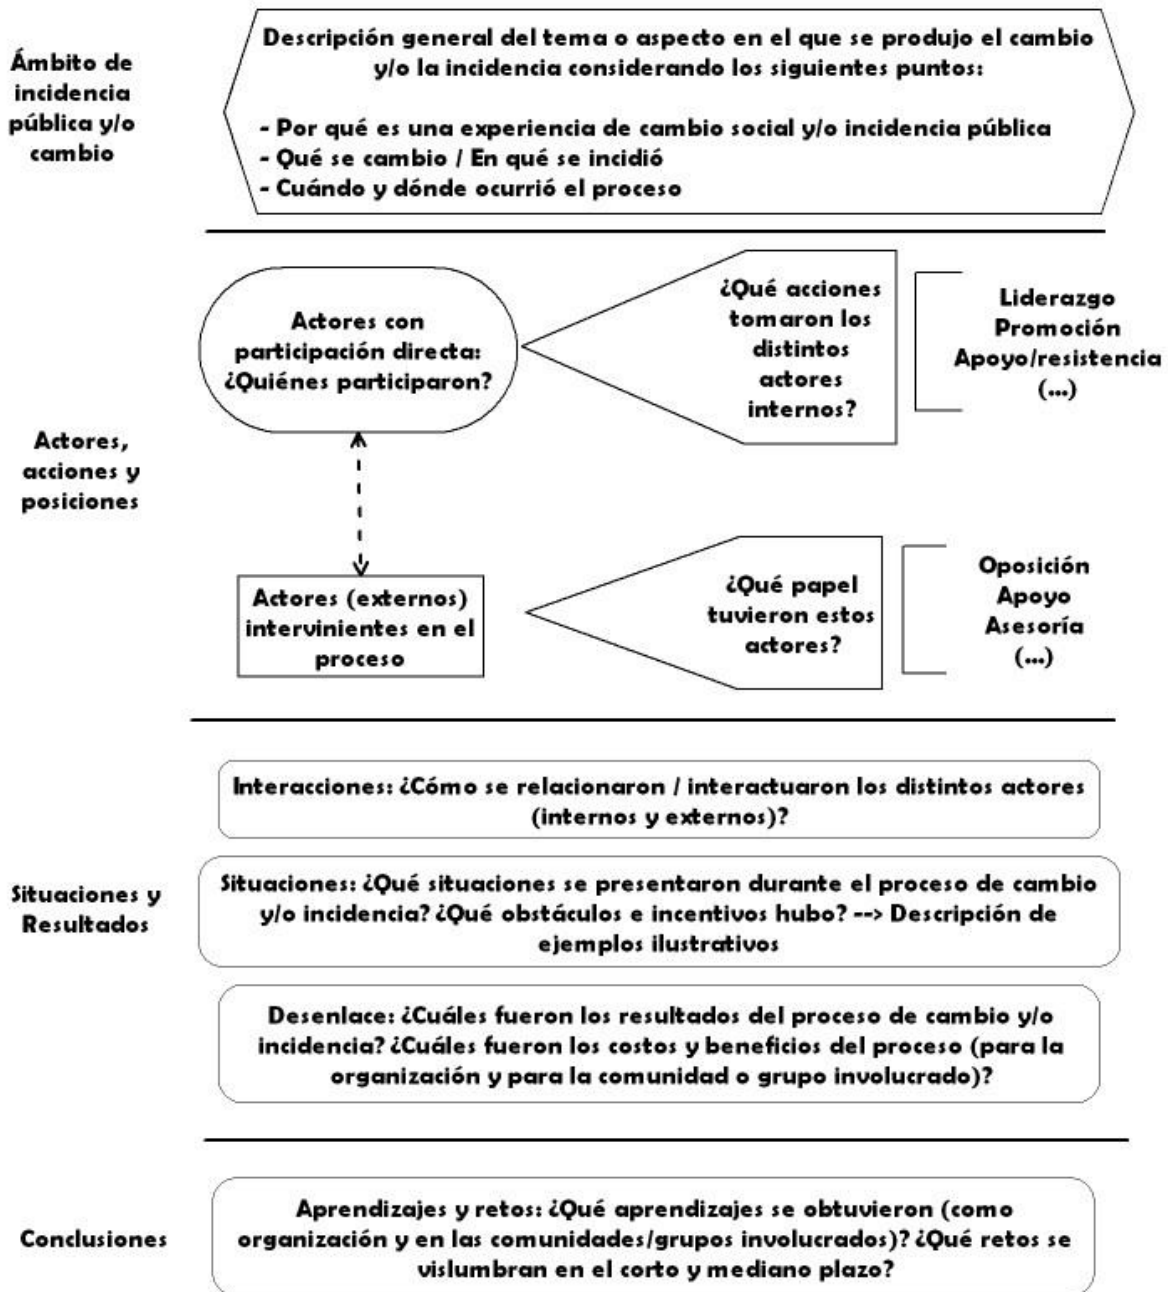 Ámbito de
incidencia
pública y/o
cambio
Descripción general del tema o aspecto en el que se produjo el cambio
y/o la incidencia considerando los siguientes puntos:
- Por qué es una experiencia de cambio social y/o incidencia pública
- Qué se cambio / En qué se incidió
- Cuándo y dónde ocurrió el proceso
Actores,
acciones y
posiciones
Actores con
participación directa:
¿Quiénes participaron?
¿Qué acciones
tomaron los
distintos
actores
internos?
Liderazgo
Promoción
Apoyo/resistencia
(...)
Actores (externos)
intervinientes en el
proceso
¿Qué papel
tuvieron estos
actores?
Oposición
Apoyo
Asesoría
(...)
Situaciones y
Resultados
Interacciones: ¿Cómo se relacionaron / interactuaron los distintos actores
(internos y externos)?
Situaciones: ¿Qué situaciones se presentaron durante el proceso de cambio
y/o incidencia? ¿Qué obstáculos e incentivos hubo? --> Descripción de
ejemplos ilustrativos
Desenlace: ¿Cuáles fueron los resultados del proceso de cambio y/o
incidencia? ¿Cuáles fueron los costos y beneficios del proceso (para la
organización y para la comunidad o grupo involucrado)?
Conclusiones
Aprendizajes y retos: ¿Qué aprendizajes se obtuvieron (como
organización y en las comunidades/grupos involucrados)? ¿Qué retos se
vislumbran en el corto y mediano plazo?